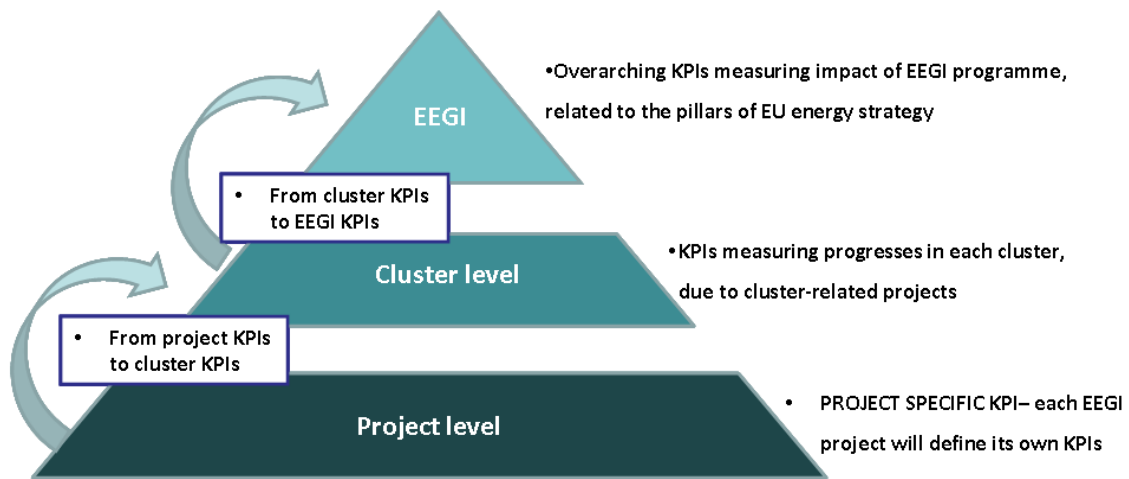 •Overarching KPIs measuring impact of EEGI programme,
related to the pillars of EU energy strategy
EEGI
• From cluster KPIs
to EEGI KPIs
Cluster level
•KPIs measuring progresses in each cluster,
due to cluster-related projects
• From project KPIs
to cluster KPIs
Project level
• PROJECT SPECIFIC KPI– each EEGI
project will define its own KPIs